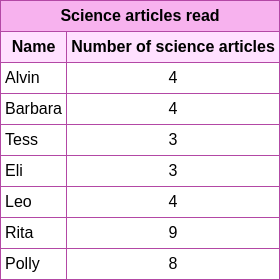 Science articles read
Name Number of science articles
Alvin 4
Barbara 4
Tess 3
Eli 3
Leo 4
Rita 9
Polly 8